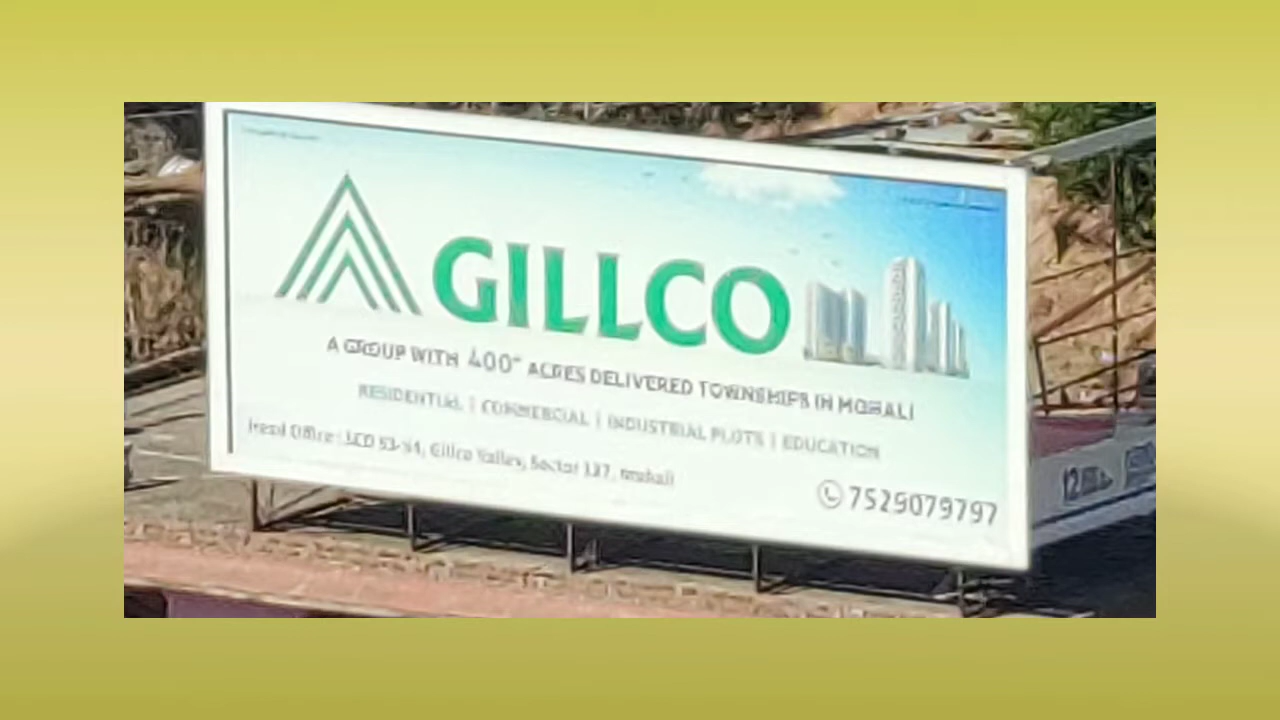 GILLCO
A GROUP WITH 400+ ACRES DELIVERED TOWNSHIPS IN MOHALI
RESIDENTIAL | COMMERCIAL | INDUSTRIAL PLOTS | EDUCATION
Head Office: SCO 53-54, Gillco Valley, Sector 127, Mohali
7529079797
12